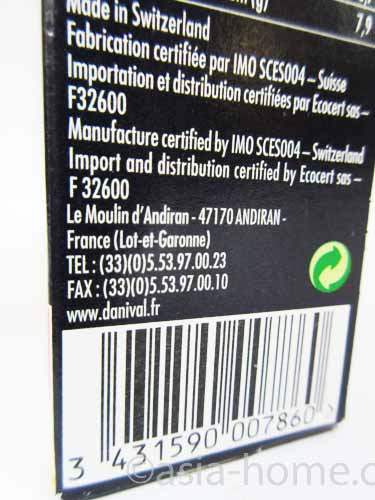 Made in Switzerland
7,9
Fabrication certifiée par IMO SCES004 – Suisse
Importation et distribution certifiées par Ecocert sas –
F32600
Manufacture certified by IMO SCES004 – Switzerland
Import and distribution certified by Ecocert sas –
F 32600
Le Moulin d'Andiran - 47170 ANDIRAN -
France (Lot-et-Garonne)
TEL : (33)(0)5.53.97.00.23
FAX : (33)(0)5.53.97.00.10
www.danival.fr
3 431590 007860 >
©asia-home.c